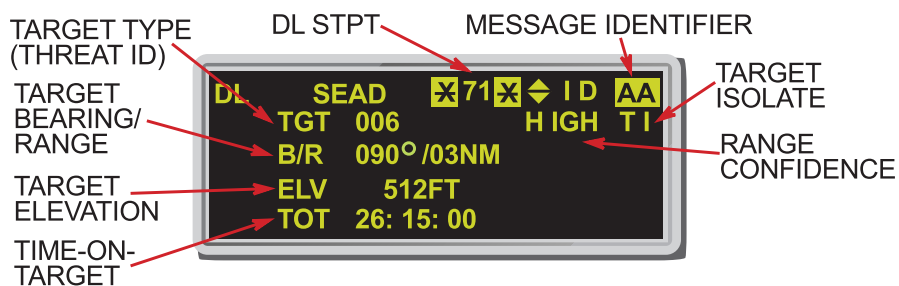 TARGET TYPE
(THREAT ID)
DL STPT
MESSAGE IDENTIFIER
TARGET
BEARING/
RANGE
TARGET
ISOLATE
DL SEAD *71* ID AA
TGT 006 HIGH TI
B/R 090° /03NM
ELV 512FT
TOT 26: 15: 00
RANGE
CONFIDENCE
TARGET
ELEVATION
TIME-ON-
TARGET